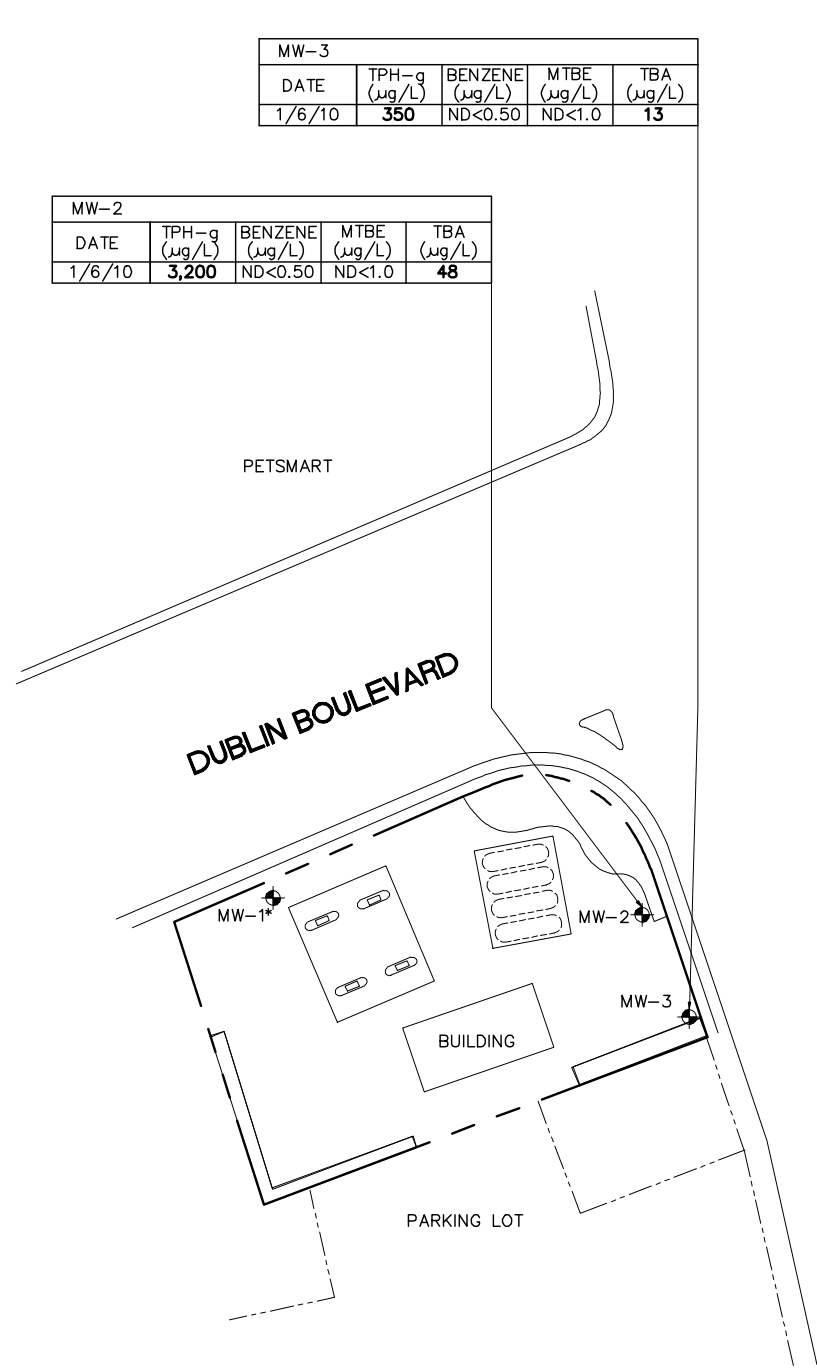 MW-3
DATE TPH-g (µg/L) BENZENE (µg/L) MTBE (µg/L) TBA (µg/L)
1/6/10 350 ND<0.50 ND<1.0 13
MW-2
DATE TPH-g (µg/L) BENZENE (µg/L) MTBE (µg/L) TBA (µg/L)
1/6/10 3,200 ND<0.50 ND<1.0 48
PETSMART
DUBLIN BOULEVARD
MW-1*
MW-2
MW-3
BUILDING
PARKING LOT